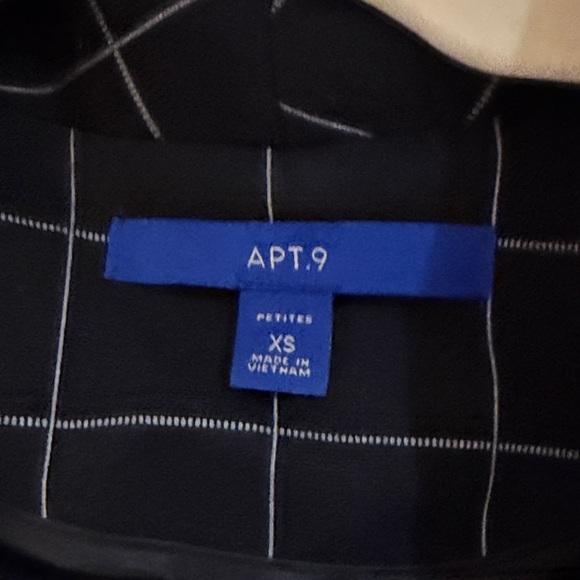 APT.9
PETITES
XS
MADE IN
VIETNAM